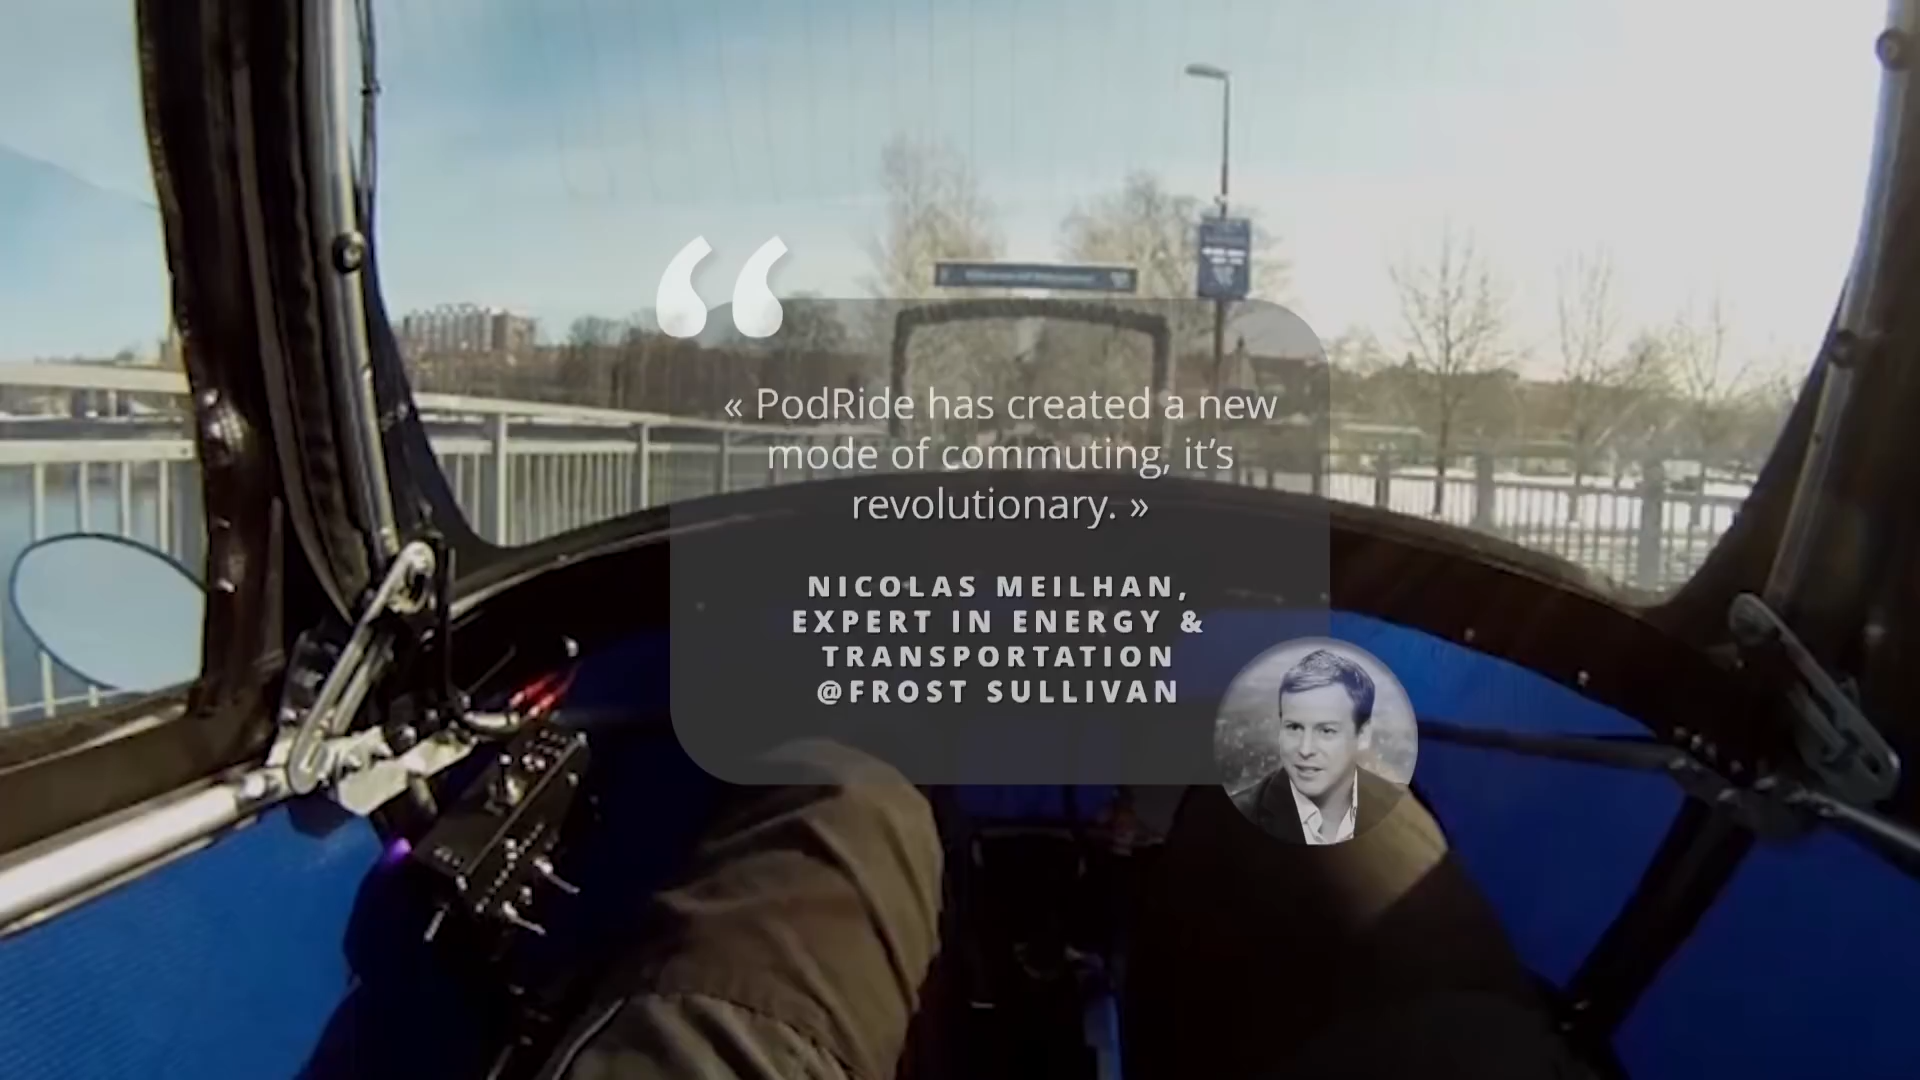 « PodRide has created a new
mode of commuting, it’s
revolutionary. »
NICOLAS MEILHAN,
EXPERT IN ENERGY &
TRANSPORTATION
@FROST SULLIVAN